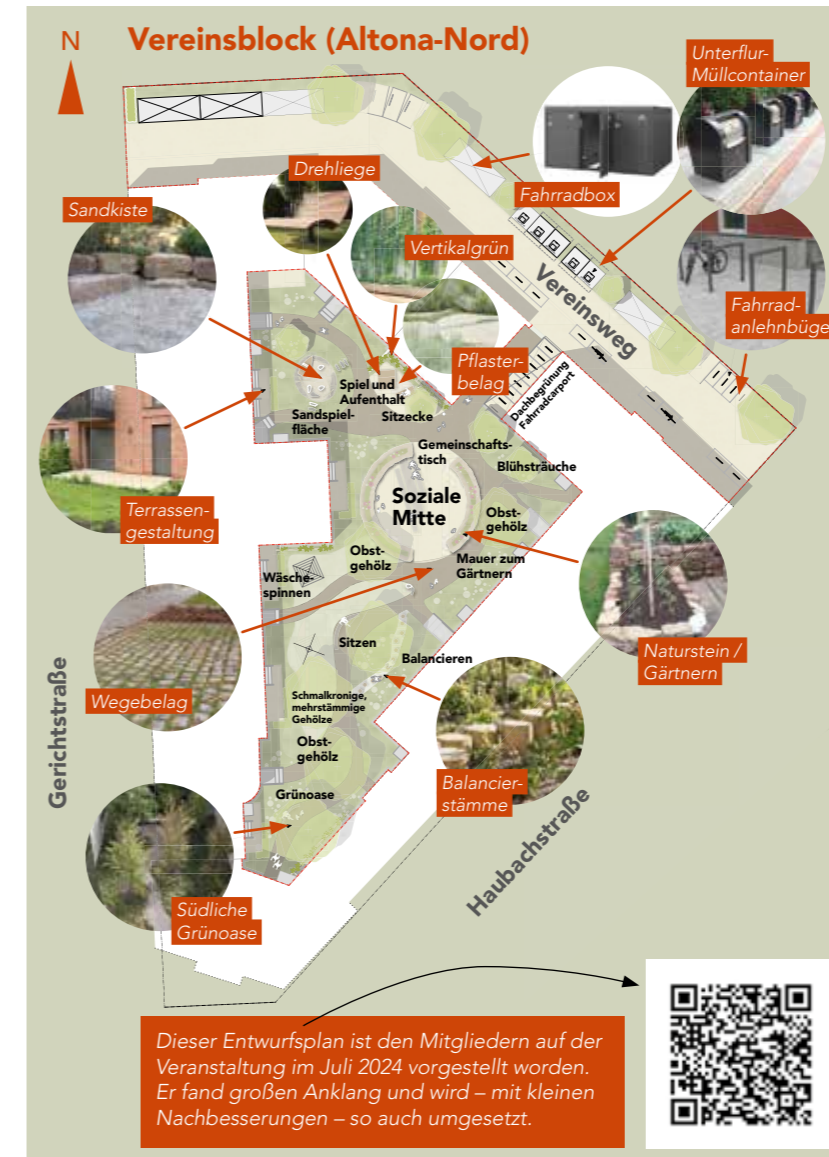 N
Vereinsblock (Altona-Nord)
Unterflur-
Müllcontainer
Drehliege
Fahrradbox
Sandkiste
Vertikalgrün
Vereinsweg
Fahrrad-
anlehnbüge
Pflaster-
belag
Dachbegrünung
Fahrradcarport
Spiel und
Aufenthalt
Sandspiel-
fläche
Sitzecke
Gemeinschafts-
tisch
Blühsträuche
Terrassen-
gestaltung
Soziale
Mitte
Obst-
gehölz
Obst-
gehölz
Mauer zum
Gärtnern
Wäsche-
spinnen
Sitzen
Balancieren
Naturstein /
Gärtnern
Wegebelag
Schmalkronige,
mehrstämmige
Gehölze
Obst-
gehölz
Gerichtstraße
Balancier-
stämme
Grünoase
Haubachstraße
Südliche
Grünoase
Dieser Entwurfsplan ist den Mitgliedern auf der
Veranstaltung im Juli 2024 vorgestellt worden.
Er fand großen Anklang und wird – mit kleinen
Nachbesserungen – so auch umgesetzt.